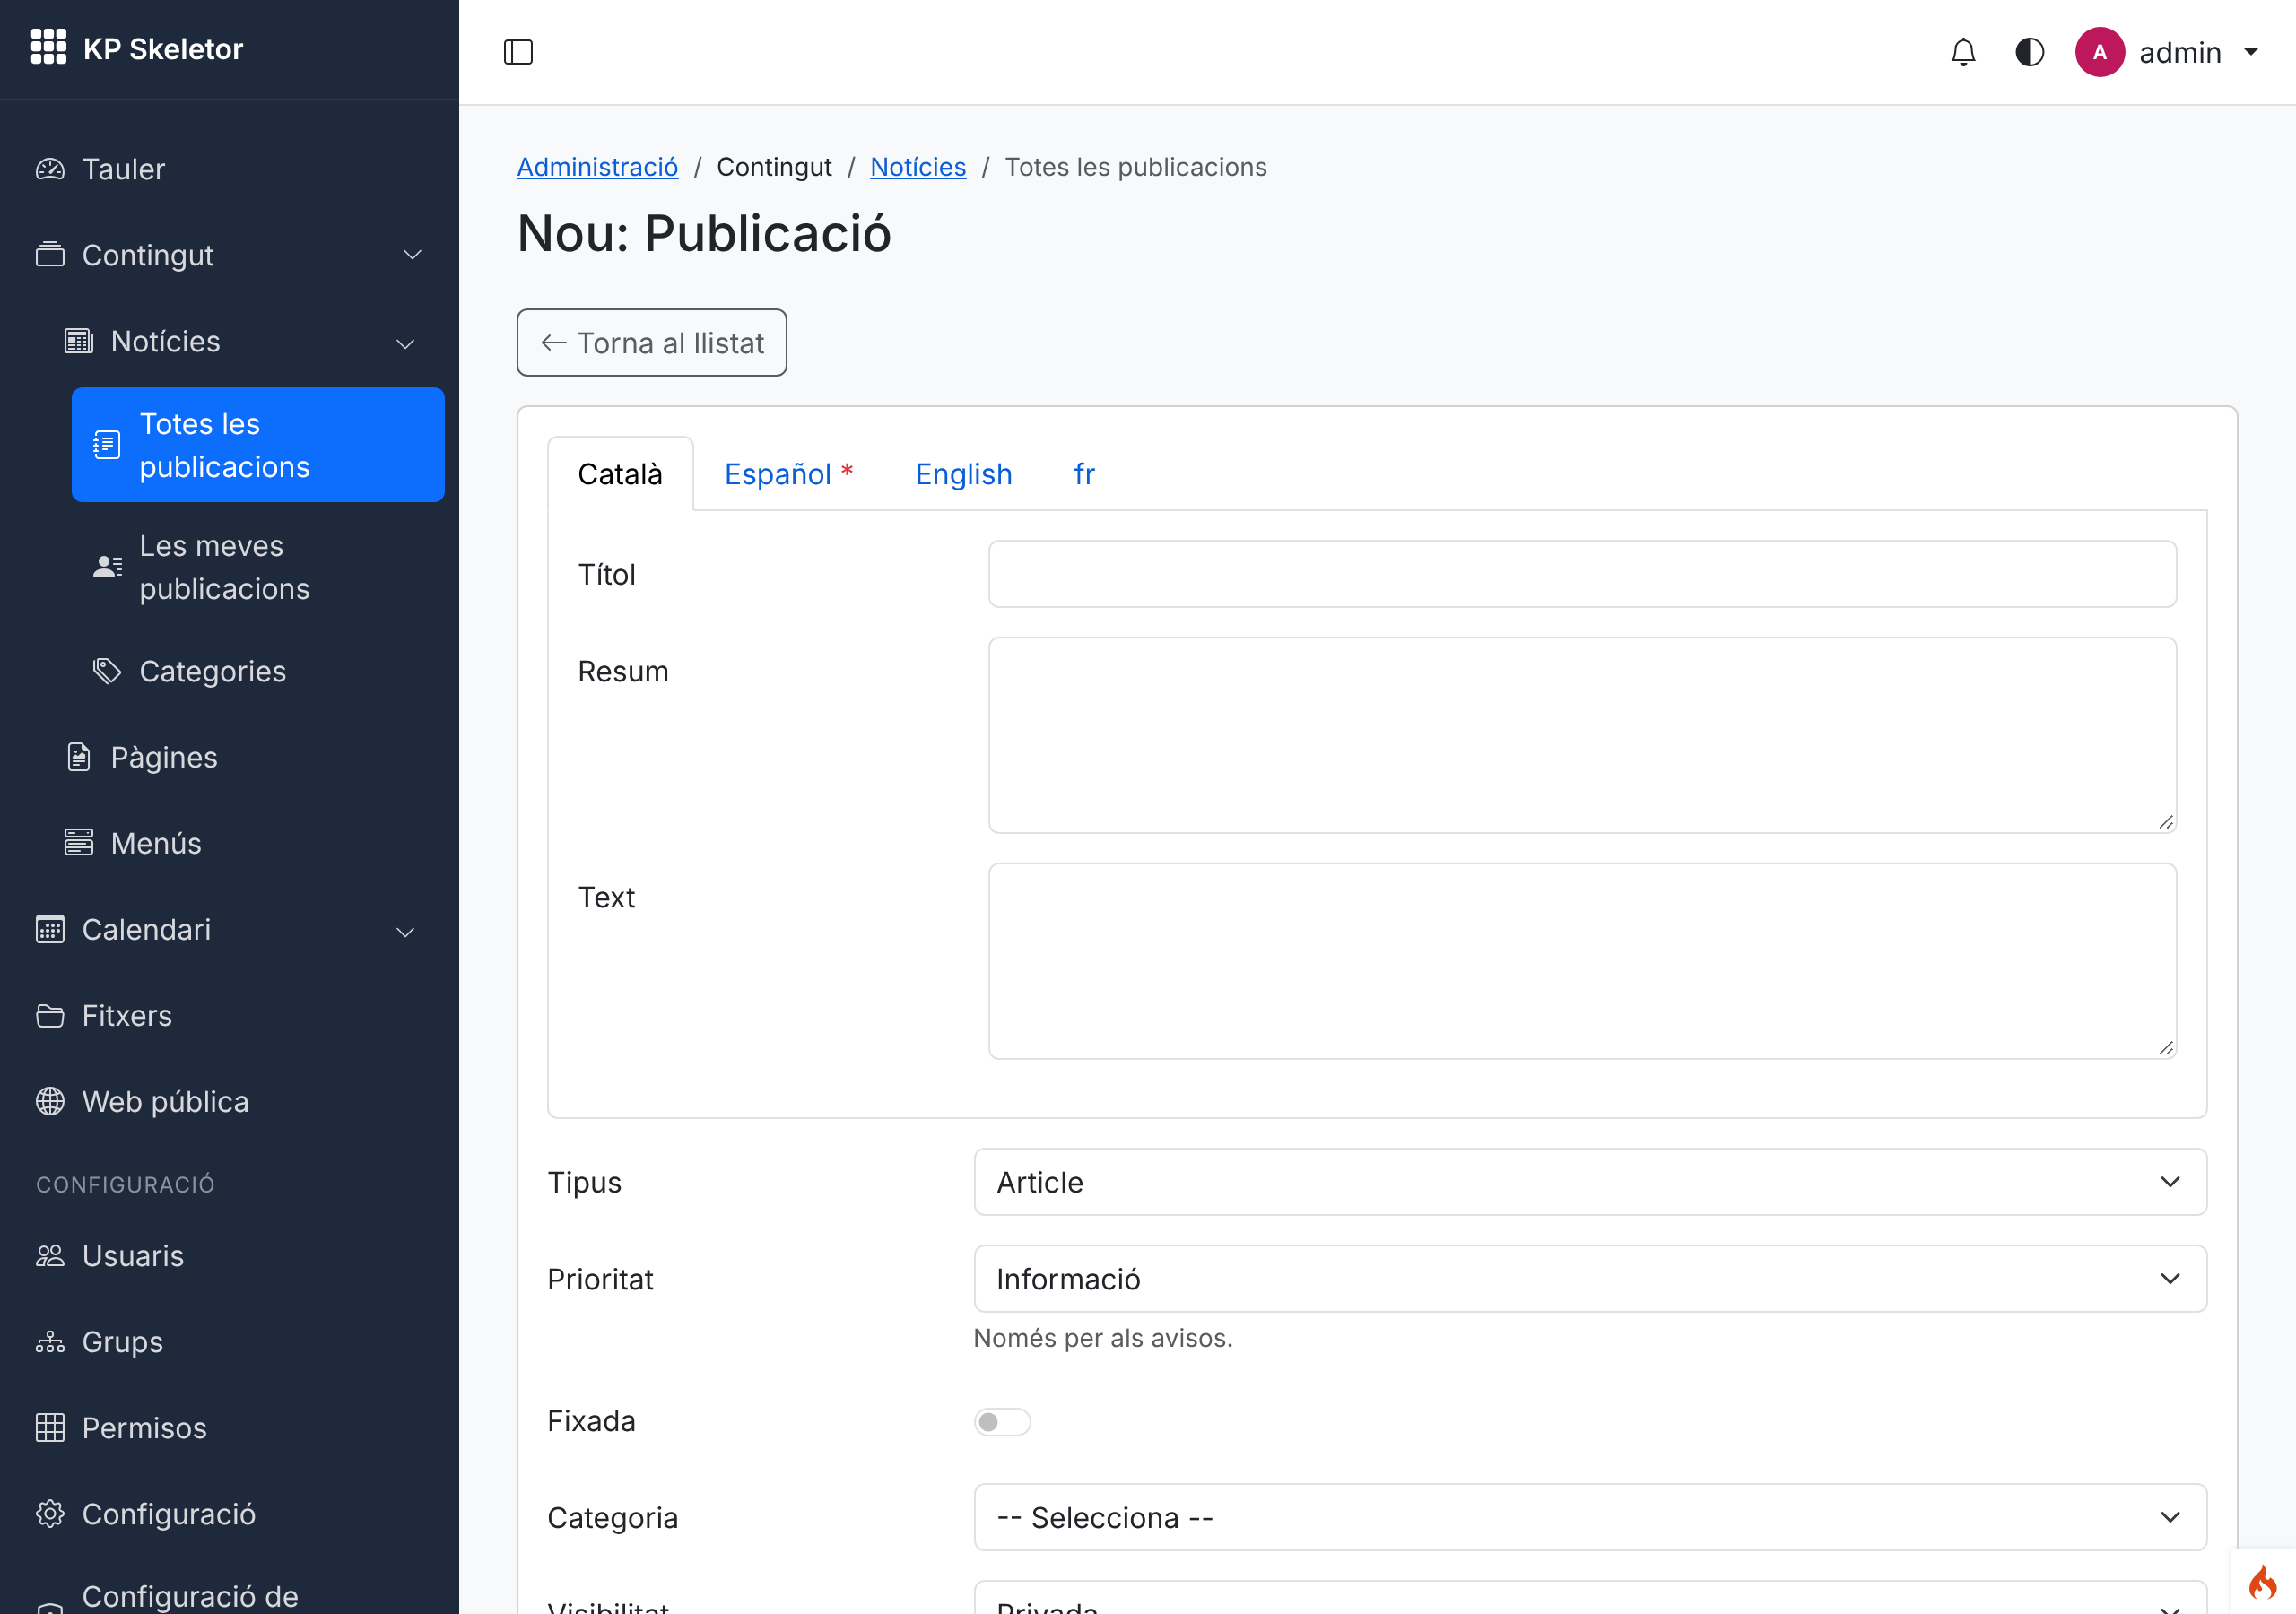 KP Skeletor
A admin
Tauler
Contingut
Notícies
Totes les
publicacions
Les meves
publicacions
Categories
Pàgines
Menús
Calendari
Fitxers
Web pública
CONFIGURACIÓ
Usuaris
Grups
Permisos
Configuració
Configuració de
Administració / Contingut / Notícies / Totes les publicacions
Nou: Publicació
← Torna al llistat
Català Español * English fr
Títol
Resum
Text
Tipus Article
Prioritat Informació
Només per als avisos.
Fixada
Categoria -- Selecciona --
Visibilitat Privada